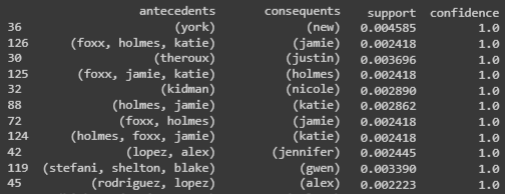 antecedents consequents support confidence
36 (york) (new) 0.004585 1.0
126 (foxx, holmes, katie) (jamie) 0.002418 1.0
30 (theroux) (justin) 0.003696 1.0
125 (foxx, jamie, katie) (holmes) 0.002418 1.0
32 (kidman) (nicole) 0.002890 1.0
88 (holmes, jamie) (katie) 0.002862 1.0
72 (foxx, holmes) (jamie) 0.002418 1.0
124 (holmes, foxx, jamie) (katie) 0.002418 1.0
42 (lopez, alex) (jennifer) 0.002445 1.0
119 (stefani, shelton, blake) (gwen) 0.003390 1.0
45 (rodriguez, lopez) (alex) 0.002223 1.0